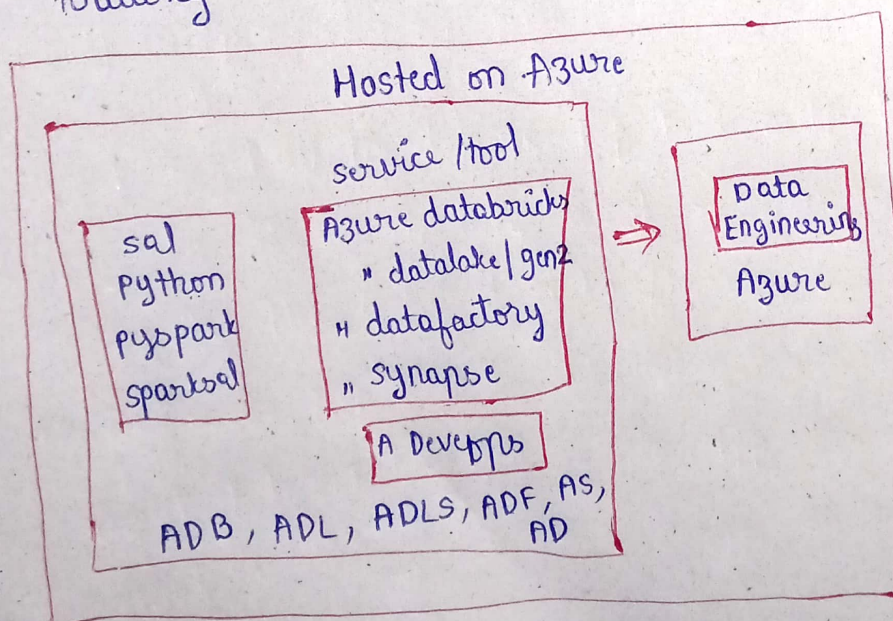 Hosted on Azure
service / tool
sql
python
pyspark
sparksql
Azure databricks
" datalake / gen2
" datafactory
" synapse
A Devepps
ADB, ADL, ADLS, ADF, AS,
AD
Data
Engineering
Azure